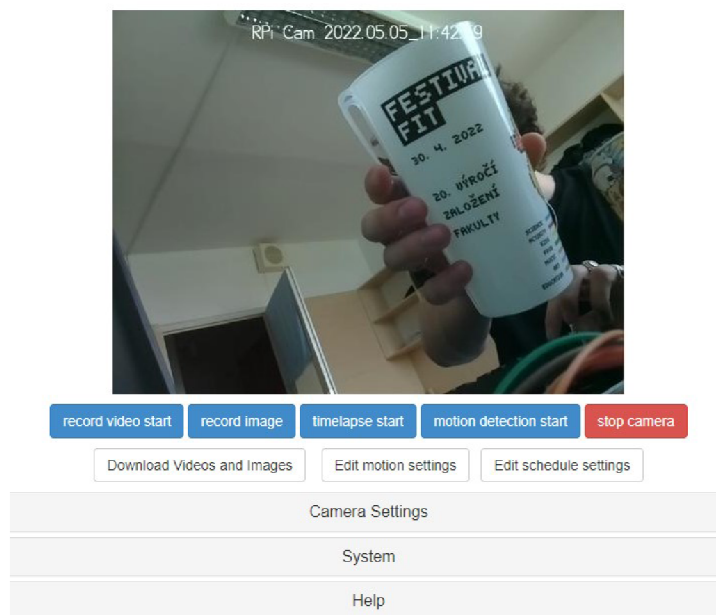 RPi Cam 2022.05.05_11:42:
FESTIVAL
FIT
30. 4. 2022
20. VÝROČÍ
ZALOŽENÍ
FAKULTY
record video start
record image
timelapse start
motion detection start
stop camera
Download Videos and Images
Edit motion settings
Edit schedule settings
Camera Settings
System
Help